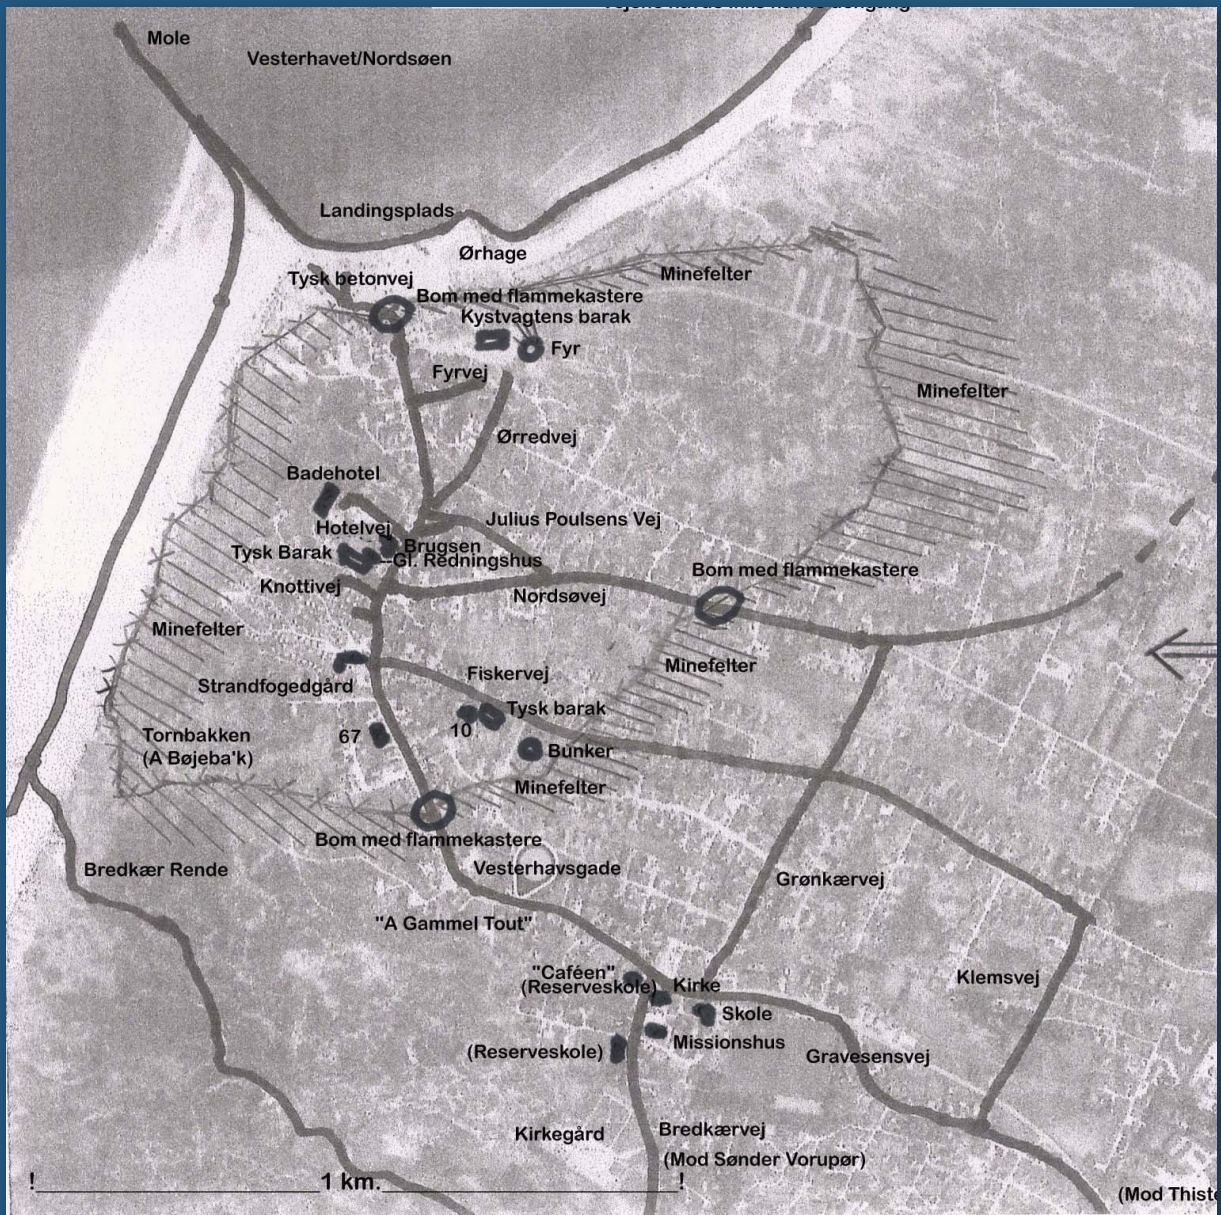 Mole
Vesterhavet/Nordsøen
Landingsplads
Ørhage
Tysk betonvej
Minefelter
Bom med flammekastere
Kystvagtens barak
Fyr
Fyrvej
Minefelter
Ørredvej
Badehotel
Hotelvej
Julius Poulsens Vej
Brugsen
Tysk Barak
Gl. Redningshus
Bom med flammekastere
Knottivej
Nordsøvej
Minefelter
Minefelter
Fiskervej
Strandfogedgård
Tysk barak
10
67
Tornbakken
(A Bøjeba'k)
Bunker
Minefelter
Bom med flammekastere
Vesterhavsgade
Bredkær Rende
Grønkærvej
"A Gammel Tout"
"Caféen"
(Reserveskole)
Kirke
Klemsvej
Skole
Missionshus
(Reserveskole)
Gravesensvej
Kirkegård
Bredkærvej
(Mod Sønder Vorupør)
1 km.
(Mod Thiste